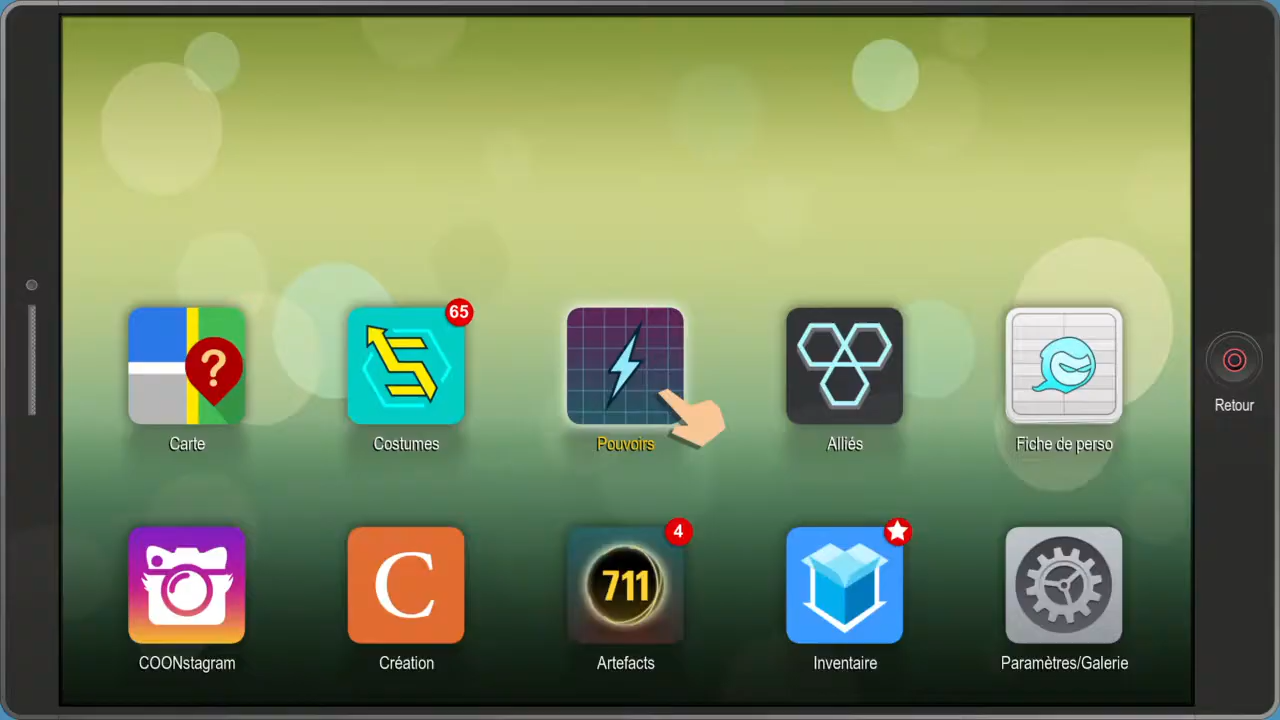 65
?
Carte
Costumes
Pouvoirs
Alliés
Fiche de perso
Retour
4
C
711
COONstagram
Création
Artefacts
Inventaire
Paramètres/Galerie